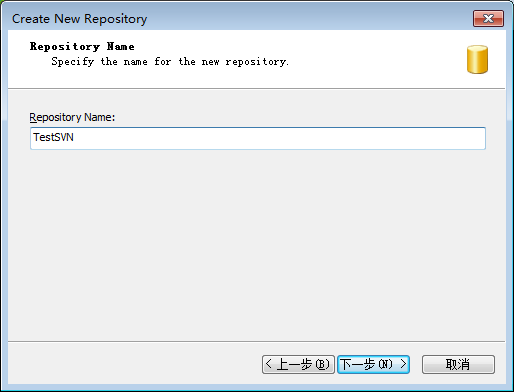 Create New Repository
Repository Name
Specify the name for the new repository.
Repository Name:
TestSVN
< 上一步(B)
下一步(N) >
取消